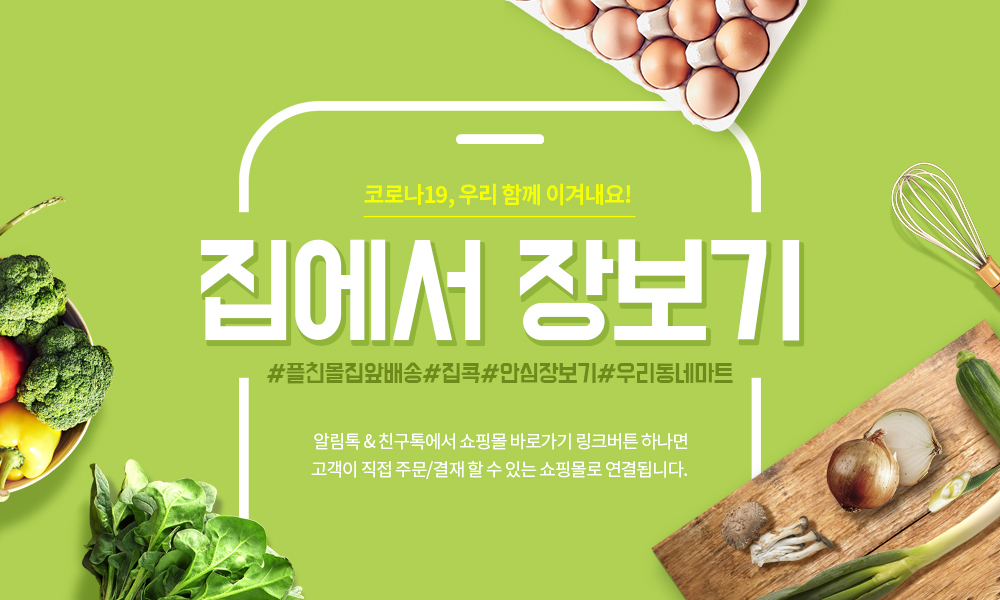 코로나19, 우리 함께 이겨내요!
집에서 장보기
#플친몰집앞배송#집콕#안심장보기#우리동네마트
알림톡 & 친구톡에서 쇼핑몰 바로가기 링크버튼 하나면
고객이 직접 주문/결재 할 수 있는 쇼핑몰로 연결됩니다.